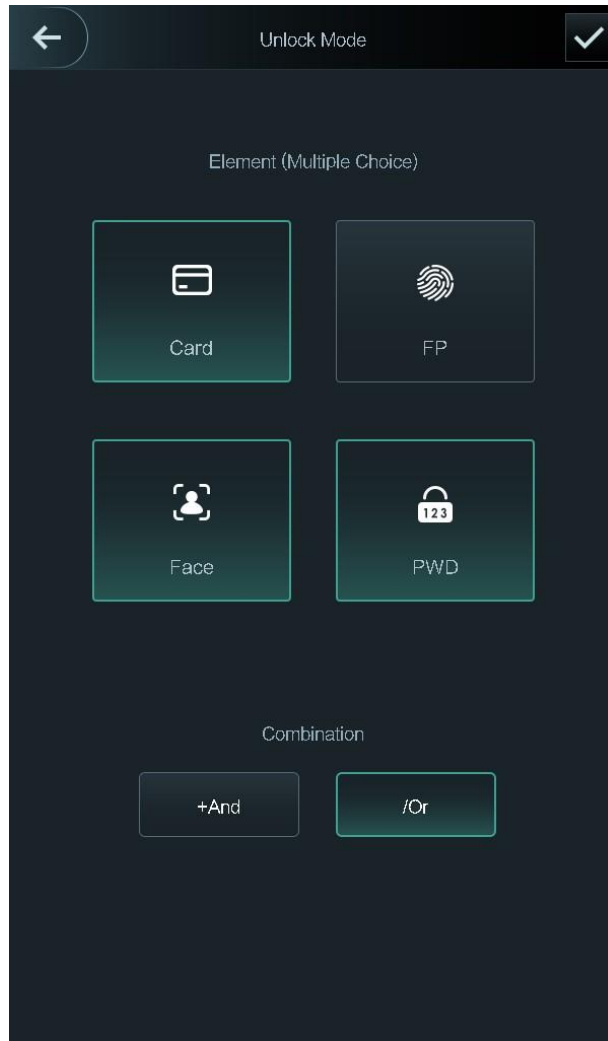 Unlock Mode
Element (Multiple Choice)
Card
FP
Face
123
PWD
Combination
+And
/Or